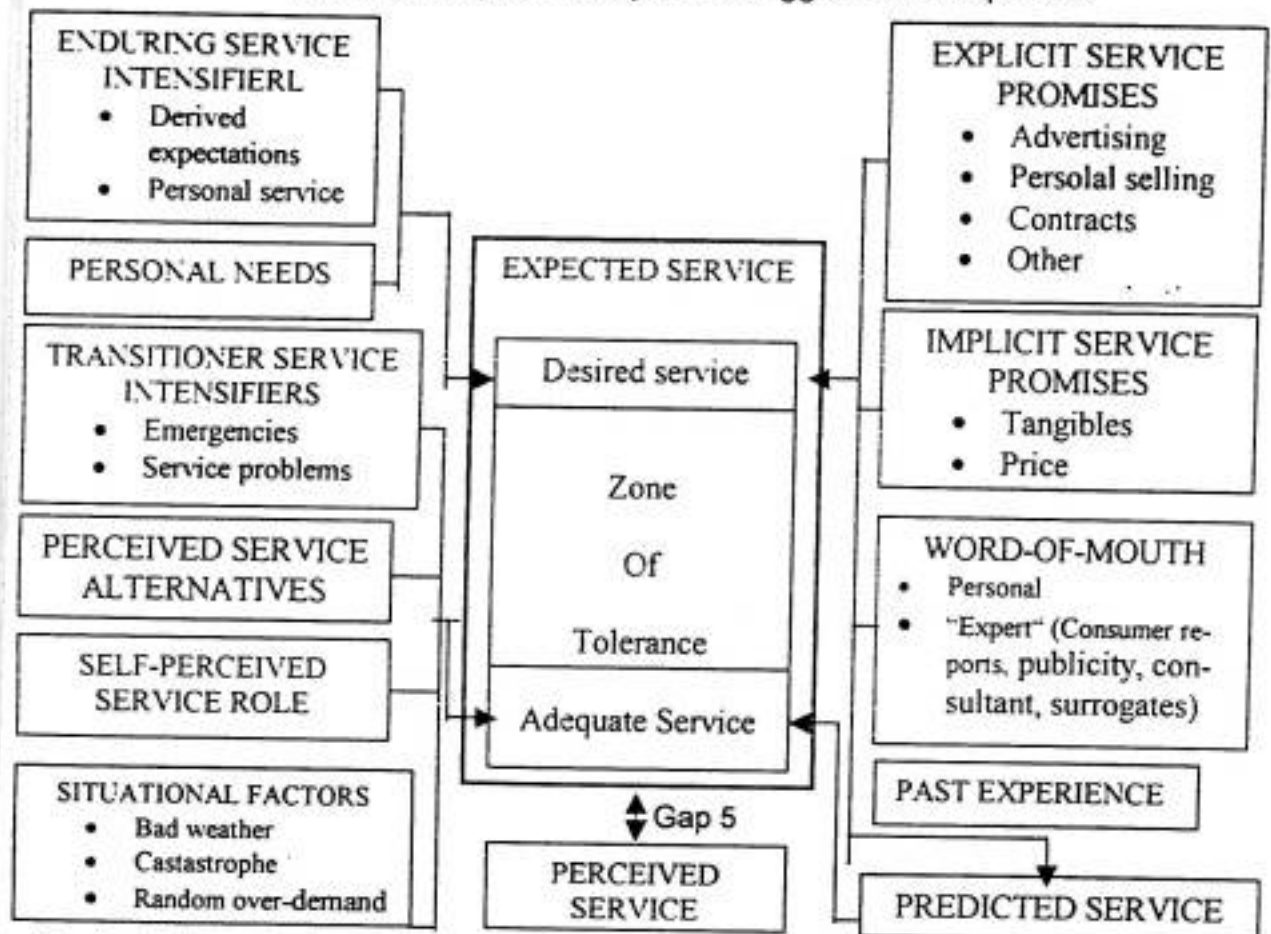 ENDURING SERVICE
INTENSIFIERL
• Derived
expectations
• Personal service
PERSONAL NEEDS
TRANSITIONER SERVICE
INTENSIFIERS
• Emergencies
• Service problems
PERCEIVED SERVICE
ALTERNATIVES
SELF-PERCEIVED
SERVICE ROLE
SITUATIONAL FACTORS
• Bad weather
• Castastrophe
• Random over-demand
EXPECTED SERVICE
Desired service
Zone
Of
Tolerance
Adequate Service
Gap 5
PERCEIVED
SERVICE
EXPLICIT SERVICE
PROMISES
• Advertising
• Persolal selling
• Contracts
• Other
IMPLICIT SERVICE
PROMISES
• Tangibles
• Price
WORD-OF-MOUTH
• Personal
• "Expert" (Consumer re-
ports, publicity, con-
sultant, surrogates)
PAST EXPERIENCE
PREDICTED SERVICE